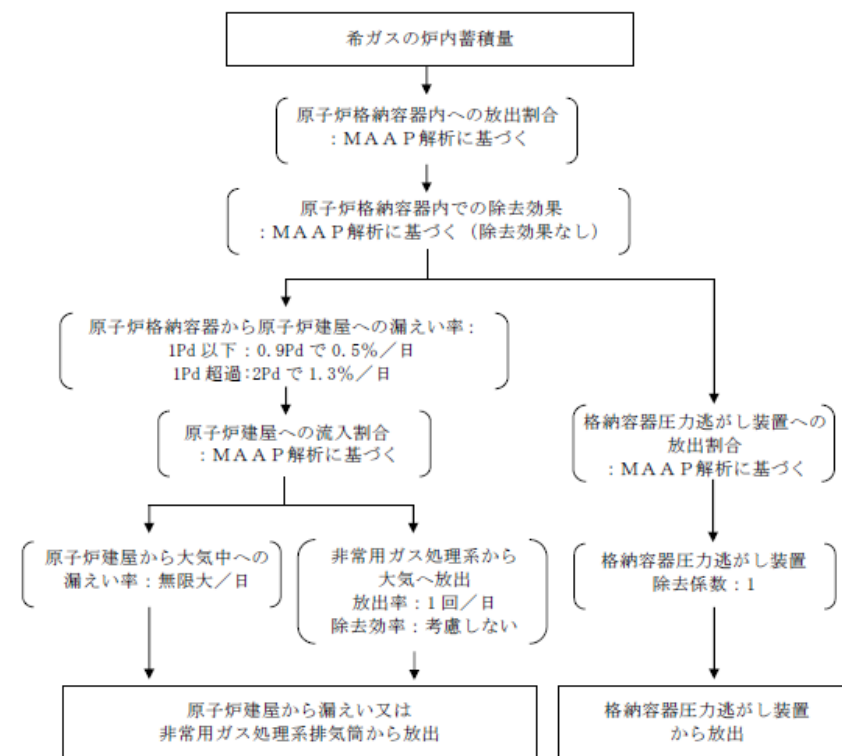 希ガスの炉内蓄積量
原子炉格納容器内への放出割合
：ＭＡＡＰ解析に基づく
原子炉格納容器内での除去効果
：ＭＡＡＰ解析に基づく（除去効果なし）
原子炉格納容器から原子炉建屋への漏えい率：
1Pd 以下：0.9Pd で 0.5％／日
1Pd 超過：2Pd で 1.3％／日
原子炉建屋への流入割合
：ＭＡＡＰ解析に基づく
格納容器圧力逃がし装置への
放出割合
：ＭＡＡＰ解析に基づく
原子炉建屋から大気中への
漏えい率：無限大／日
非常用ガス処理系から
大気へ放出
放出率：１回／日
除去効率：考慮しない
格納容器圧力逃がし装置
除去係数：1
原子炉建屋から漏えい又は
非常用ガス処理系排気筒から放出
格納容器圧力逃がし装置
から放出